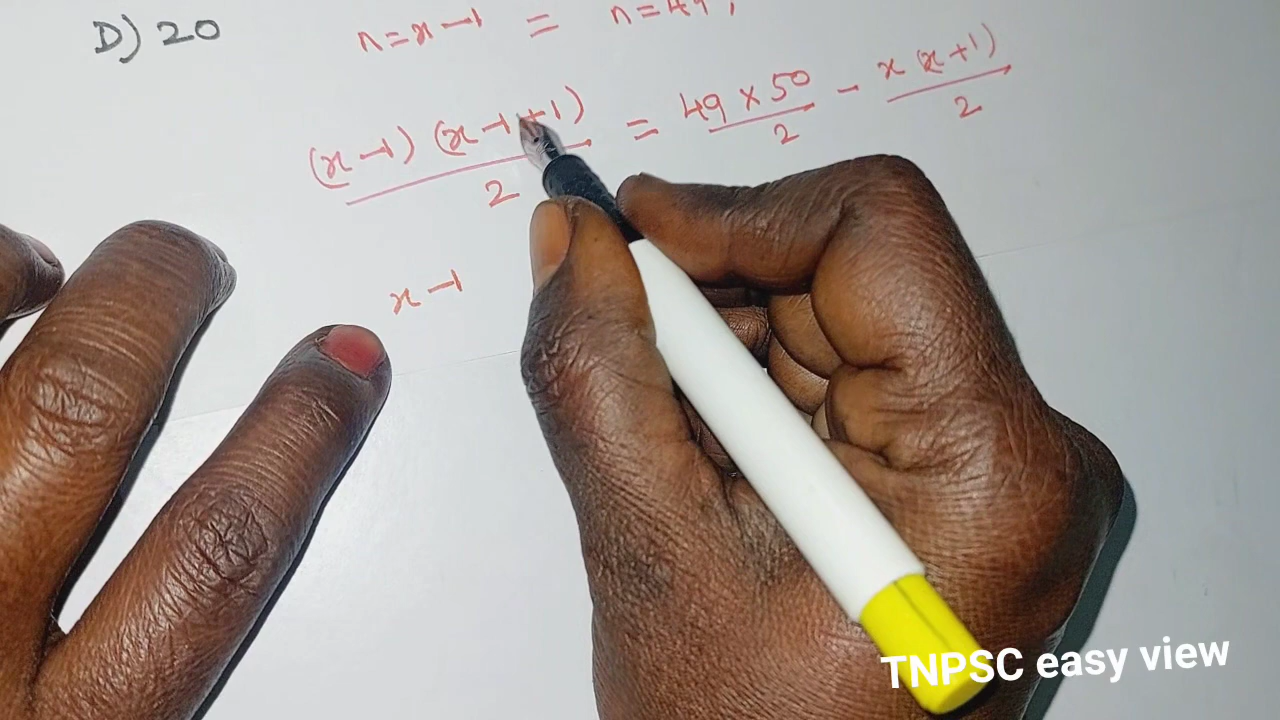 D) 20
n=x-1 = n=49,
(x-1) (x-1+1) / 2 = 49 × 50 / 2 - x (x+1) / 2
x-1
TNPSC easy view